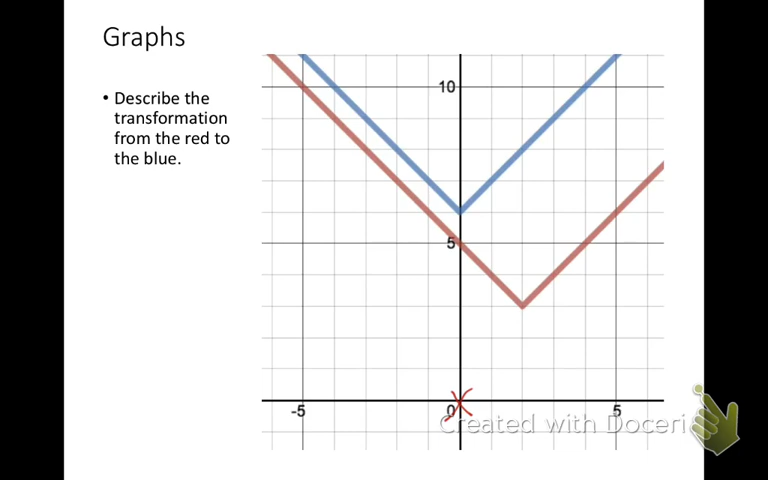 Graphs
• Describe the
transformation
from the red to
the blue.
10
5
-5
0
5
Created with Doceri